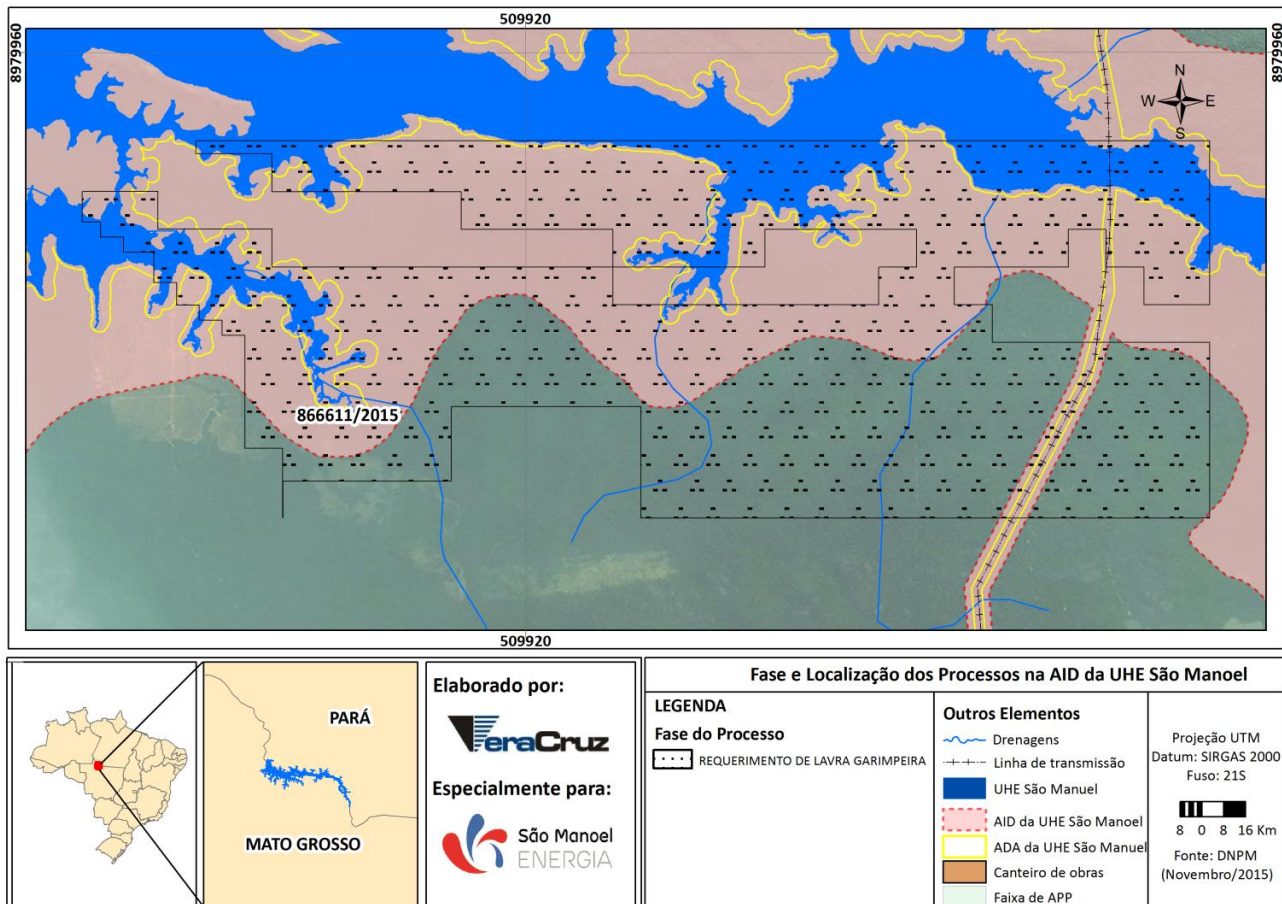 509920
8979960
8979960
N
W E
S
866611/2015
509920
PARÁ
MATO GROSSO
Elaborado por:
VeraCruz
Especialmente para:
São Manoel
ENERGIA
Fase e Localização dos Processos na AID da UHE São Manoel
LEGENDA
Fase do Processo
REQUERIMENTO DE LAVRA GARIMPEIRA
Outros Elementos
Drenagens
Linha de transmissão
UHE São Manuel
AID da UHE São Manoel
ADA da UHE São Manuel
Canteiro de obras
Faixa de APP
Projeção UTM
Datum: SIRGAS 2000
Fuso: 21S
8 0 8 16 Km
Fonte: DNPM
(Novembro/2015)